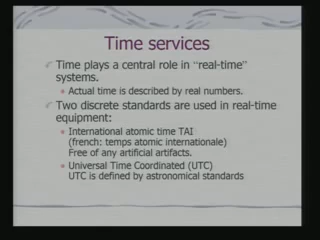 Time services
Time plays a central role in “real-time”
systems.
Actual time is described by real numbers.
Two discrete standards are used in real-time
equipment:
International atomic time TAI
(french: temps atomic internationale)
Free of any artificial artifacts.
Universal Time Coordinated (UTC)
UTC is defined by astronomical standards